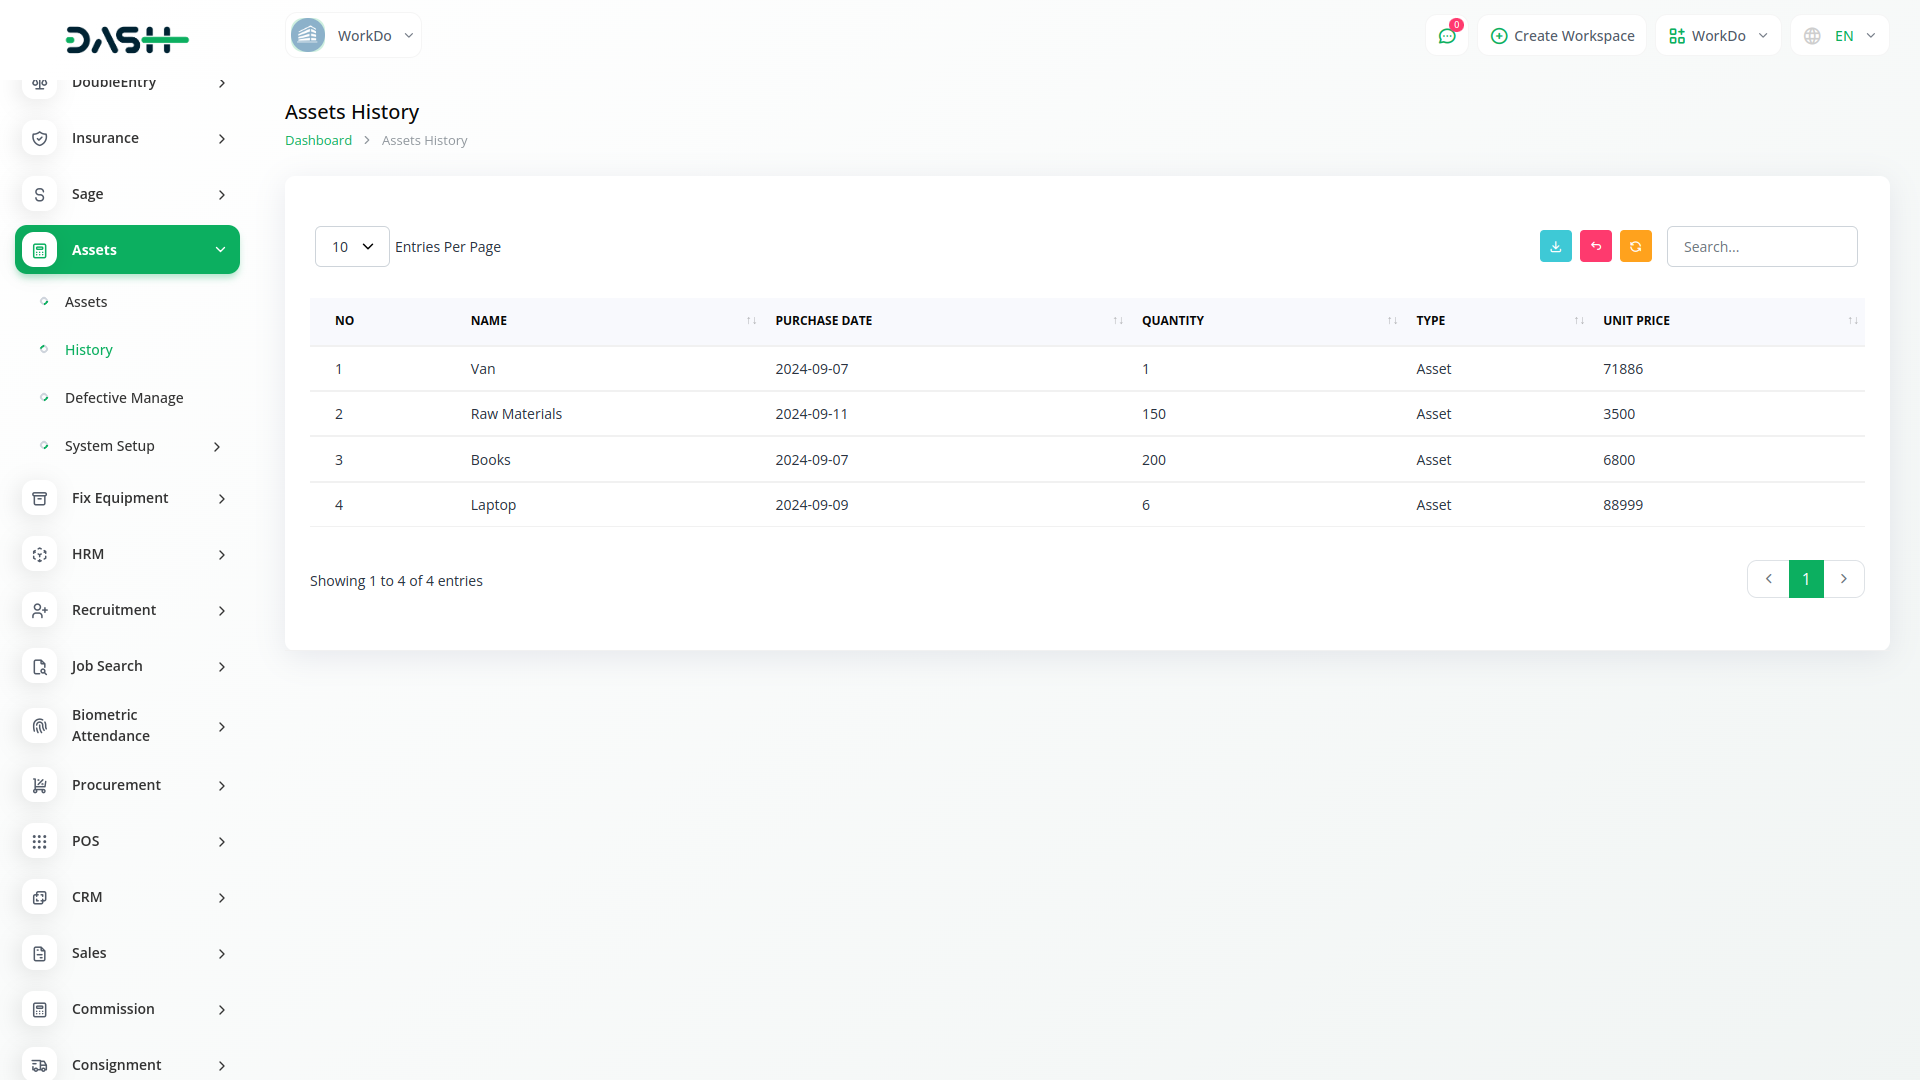 DASH
WorkDo
0
Create Workspace
WorkDo
EN
DoubleEntry
Insurance
S Sage
Assets
Assets
History
Defective Manage
System Setup
Fix Equipment
HRM
Recruitment
Job Search
Biometric
Attendance
Procurement
POS
CRM
Sales
Commission
Consignment
Assets History
Dashboard > Assets History
10 Entries Per Page
Search...
NO NAME PURCHASE DATE QUANTITY TYPE UNIT PRICE
1 Van 2024-09-07 1 Asset 71886
2 Raw Materials 2024-09-11 150 Asset 3500
3 Books 2024-09-07 200 Asset 6800
4 Laptop 2024-09-09 6 Asset 88999
Showing 1 to 4 of 4 entries
1